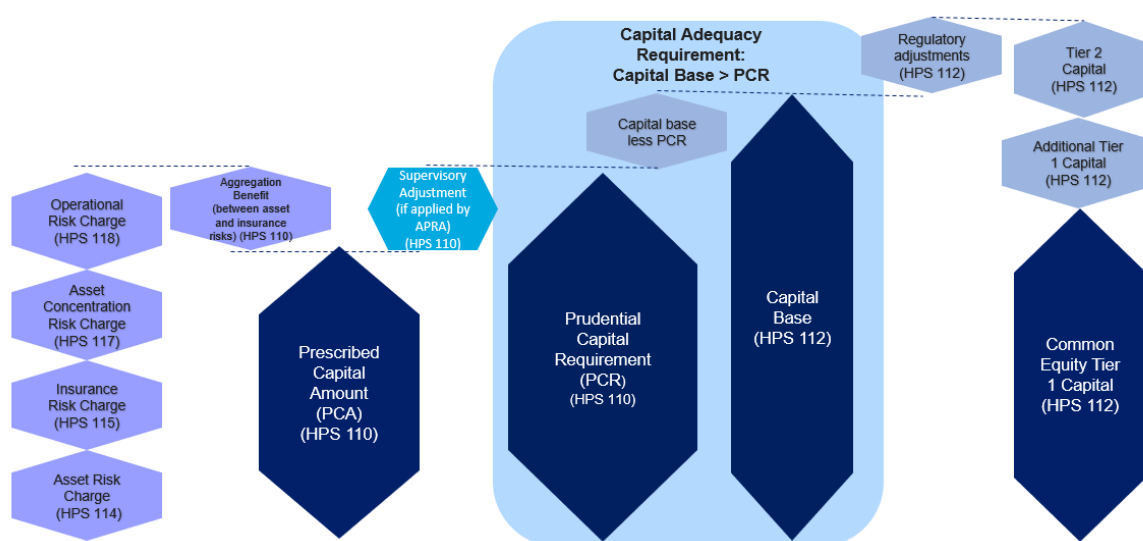 Capital Adequacy
Requirement:
Capital Base > PCR
Regulatory
adjustments
(HPS 112)
Tier 2
Capital
(HPS 112)
Capital base
less PCR
Additional Tier
1 Capital
(HPS 112)
Operational
Risk Charge
(HPS 118)
Aggregation
Benefit
(between asset
and insurance
risks) (HPS 110)
Supervisory
Adjustment
(if applied by
APRA)
(HPS 110)
Asset
Concentration
Risk Charge
(HPS 117)
Insurance
Risk Charge
(HPS 115)
Asset Risk
Charge
(HPS 114)
Prescribed
Capital
Amount
(PCA)
(HPS 110)
Prudential
Capital
Requirement
(PCR)
(HPS 110)
Capital
Base
(HPS 112)
Common
Equity Tier
1 Capital
(HPS 112)